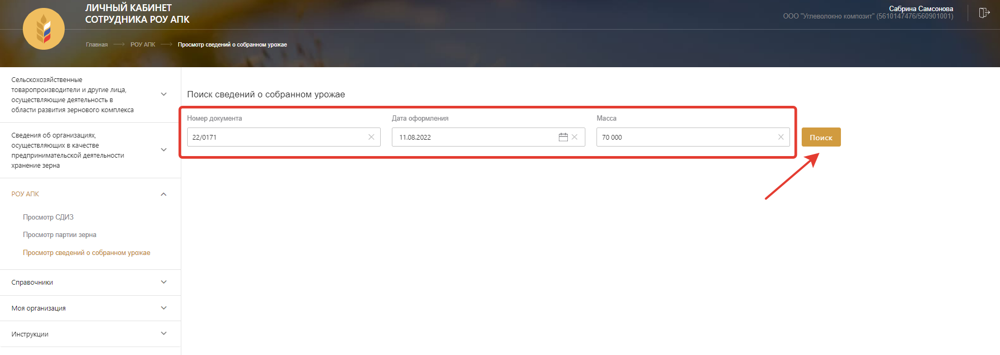 ЛИЧНЫЙ КАБИНЕТ
СОТРУДНИКА РОУ АПК
Сабрина Самсонова
ООО "Углеволокно композит" (5610147476/560901001)
Главная
РОУ АПК
Просмотр сведений о собранном урожае
Сельскохозяйственные
товаропроизводители и другие лица,
осуществляющие деятельность в
области развития зернового комплекса
Сведения об организациях,
осуществляющих в качестве
предпринимательской деятельности
хранение зерна
РОУ АПК
Просмотр СДИЗ
Просмотр партии зерна
Просмотр сведений о собранном урожае
Справочники
Моя организация
Инструкции
Поиск сведений о собранном урожае
Номер документа
Дата оформления
Масса
22/0171
11.08.2022
70 000
Поиск